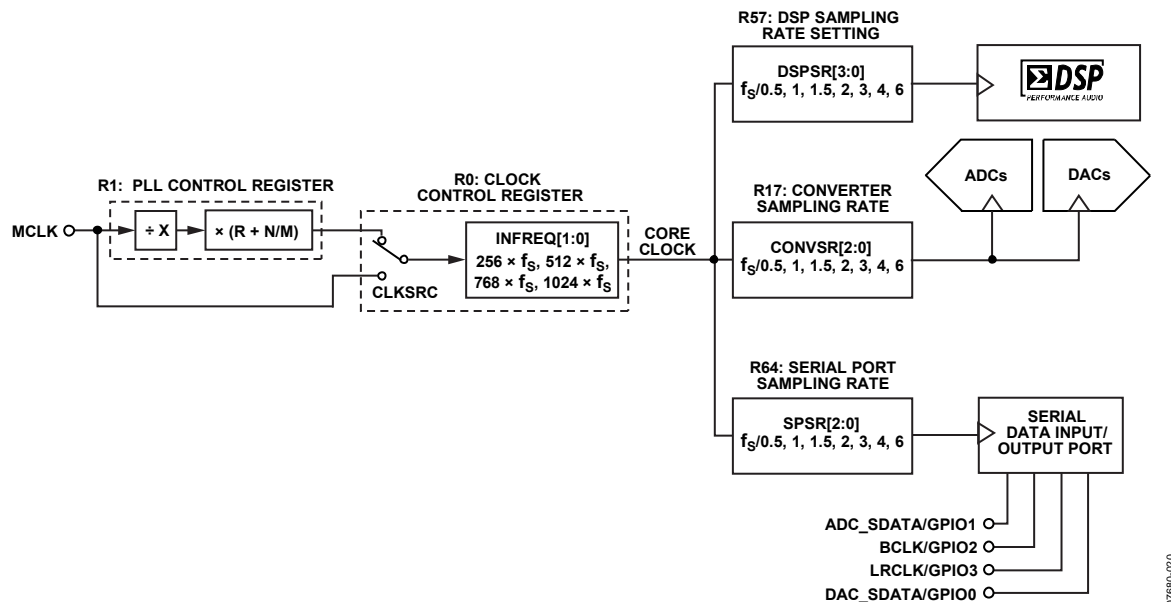 R57: DSP SAMPLING
RATE SETTING
DSPSR[3:0]
fS/0.5, 1, 1.5, 2, 3, 4, 6
ΣDSP
PERFORMANCE AUDIO
R1: PLL CONTROL REGISTER
MCLK
÷ X
× (R + N/M)
R0: CLOCK
CONTROL REGISTER
CLKSRC
INFREQ[1:0]
256 × fS, 512 × fS,
768 × fS, 1024 × fS
CORE
CLOCK
R17: CONVERTER
SAMPLING RATE
CONVSR[2:0]
fS/0.5, 1, 1.5, 2, 3, 4, 6
ADCs
DACs
R64: SERIAL PORT
SAMPLING RATE
SPSR[2:0]
fS/0.5, 1, 1.5, 2, 3, 4, 6
SERIAL
DATA INPUT/
OUTPUT PORT
ADC_SDATA/GPIO1
BCLK/GPIO2
LRCLK/GPIO3
DAC_SDATA/GPIO0
07680-020